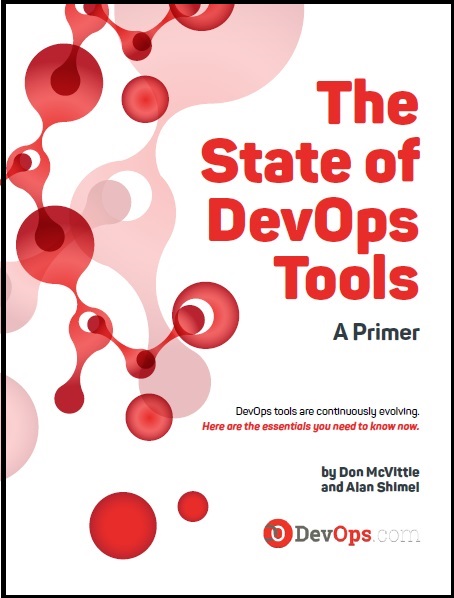 The
State of
DevOps
Tools
A Primer
DevOps tools are continuously evolving.
Here are the essentials you need to know now.
by Don McVittie
and Alan Shimel
DevOps.com